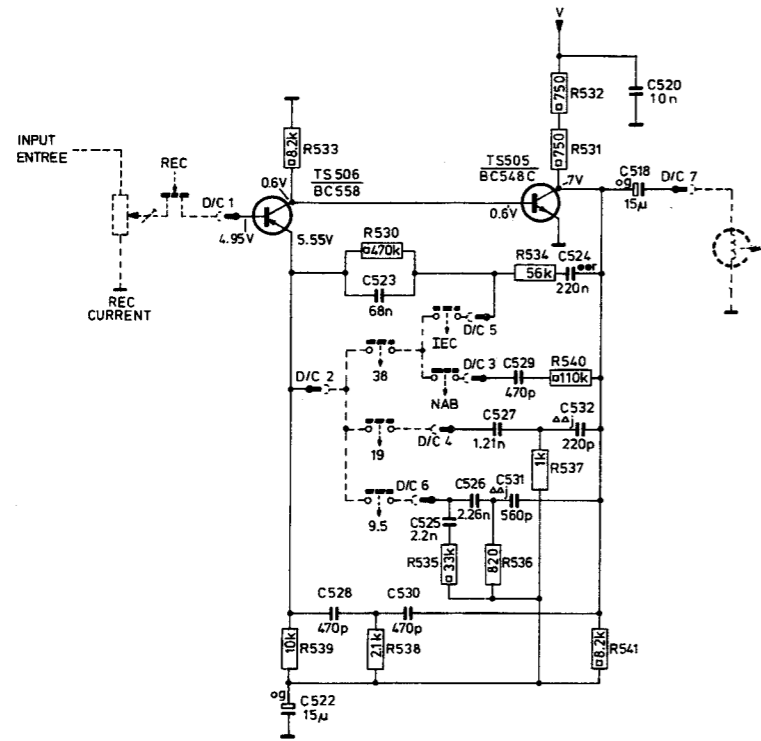 V
C520
10n
750
R532
750
R531
8.2k
R533
INPUT
ENTREE
REC
D/C 1
0.6V
TS506
BC558
TS505
BC548C
.7V
og
C518
15µ
D/C 7
0.6V
4.95V
5.55V
REC
CURRENT
R530
470k
C523
68n
R534
56k
C524
220n
D/C 5
IEC
38
D/C 2
D/C 3
NAB
C529
470p
R540
110k
19
D/C 4
C527
1.21n
C532
220p
1k
R537
9.5
D/C 6
C526
2.26n
C531
560p
C525
2.2n
R535
33k
820
R536
C528
470p
C530
470p
10k
R539
2.1k
R538
8.2k
R541
og
C522
15µ